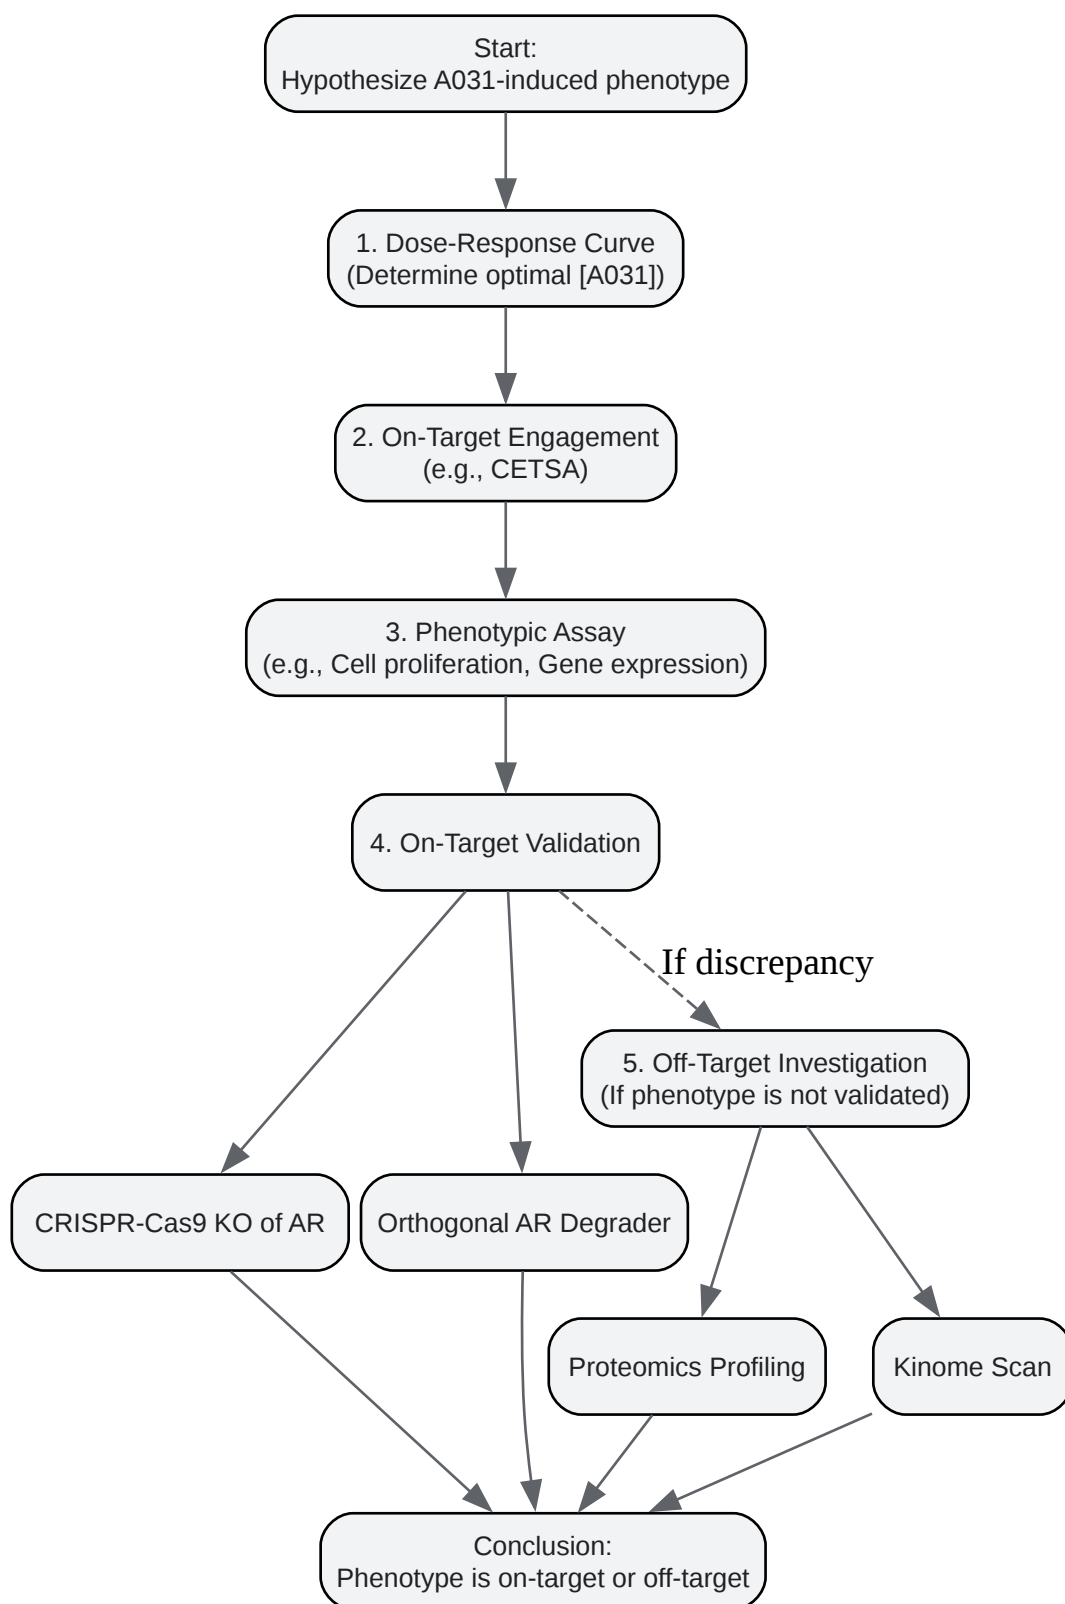 Start:
Hypothesize A031-induced phenotype
1. Dose-Response Curve
(Determine optimal [A031])
2. On-Target Engagement
(e.g., CETSA)
3. Phenotypic Assay
(e.g., Cell proliferation, Gene expression)
4. On-Target Validation
If discrepancy
5. Off-Target Investigation
(If phenotype is not validated)
CRISPR-Cas9 KO of AR
Orthogonal AR Degrader
Proteomics Profiling
Kinome Scan
Conclusion:
Phenotype is on-target or off-target